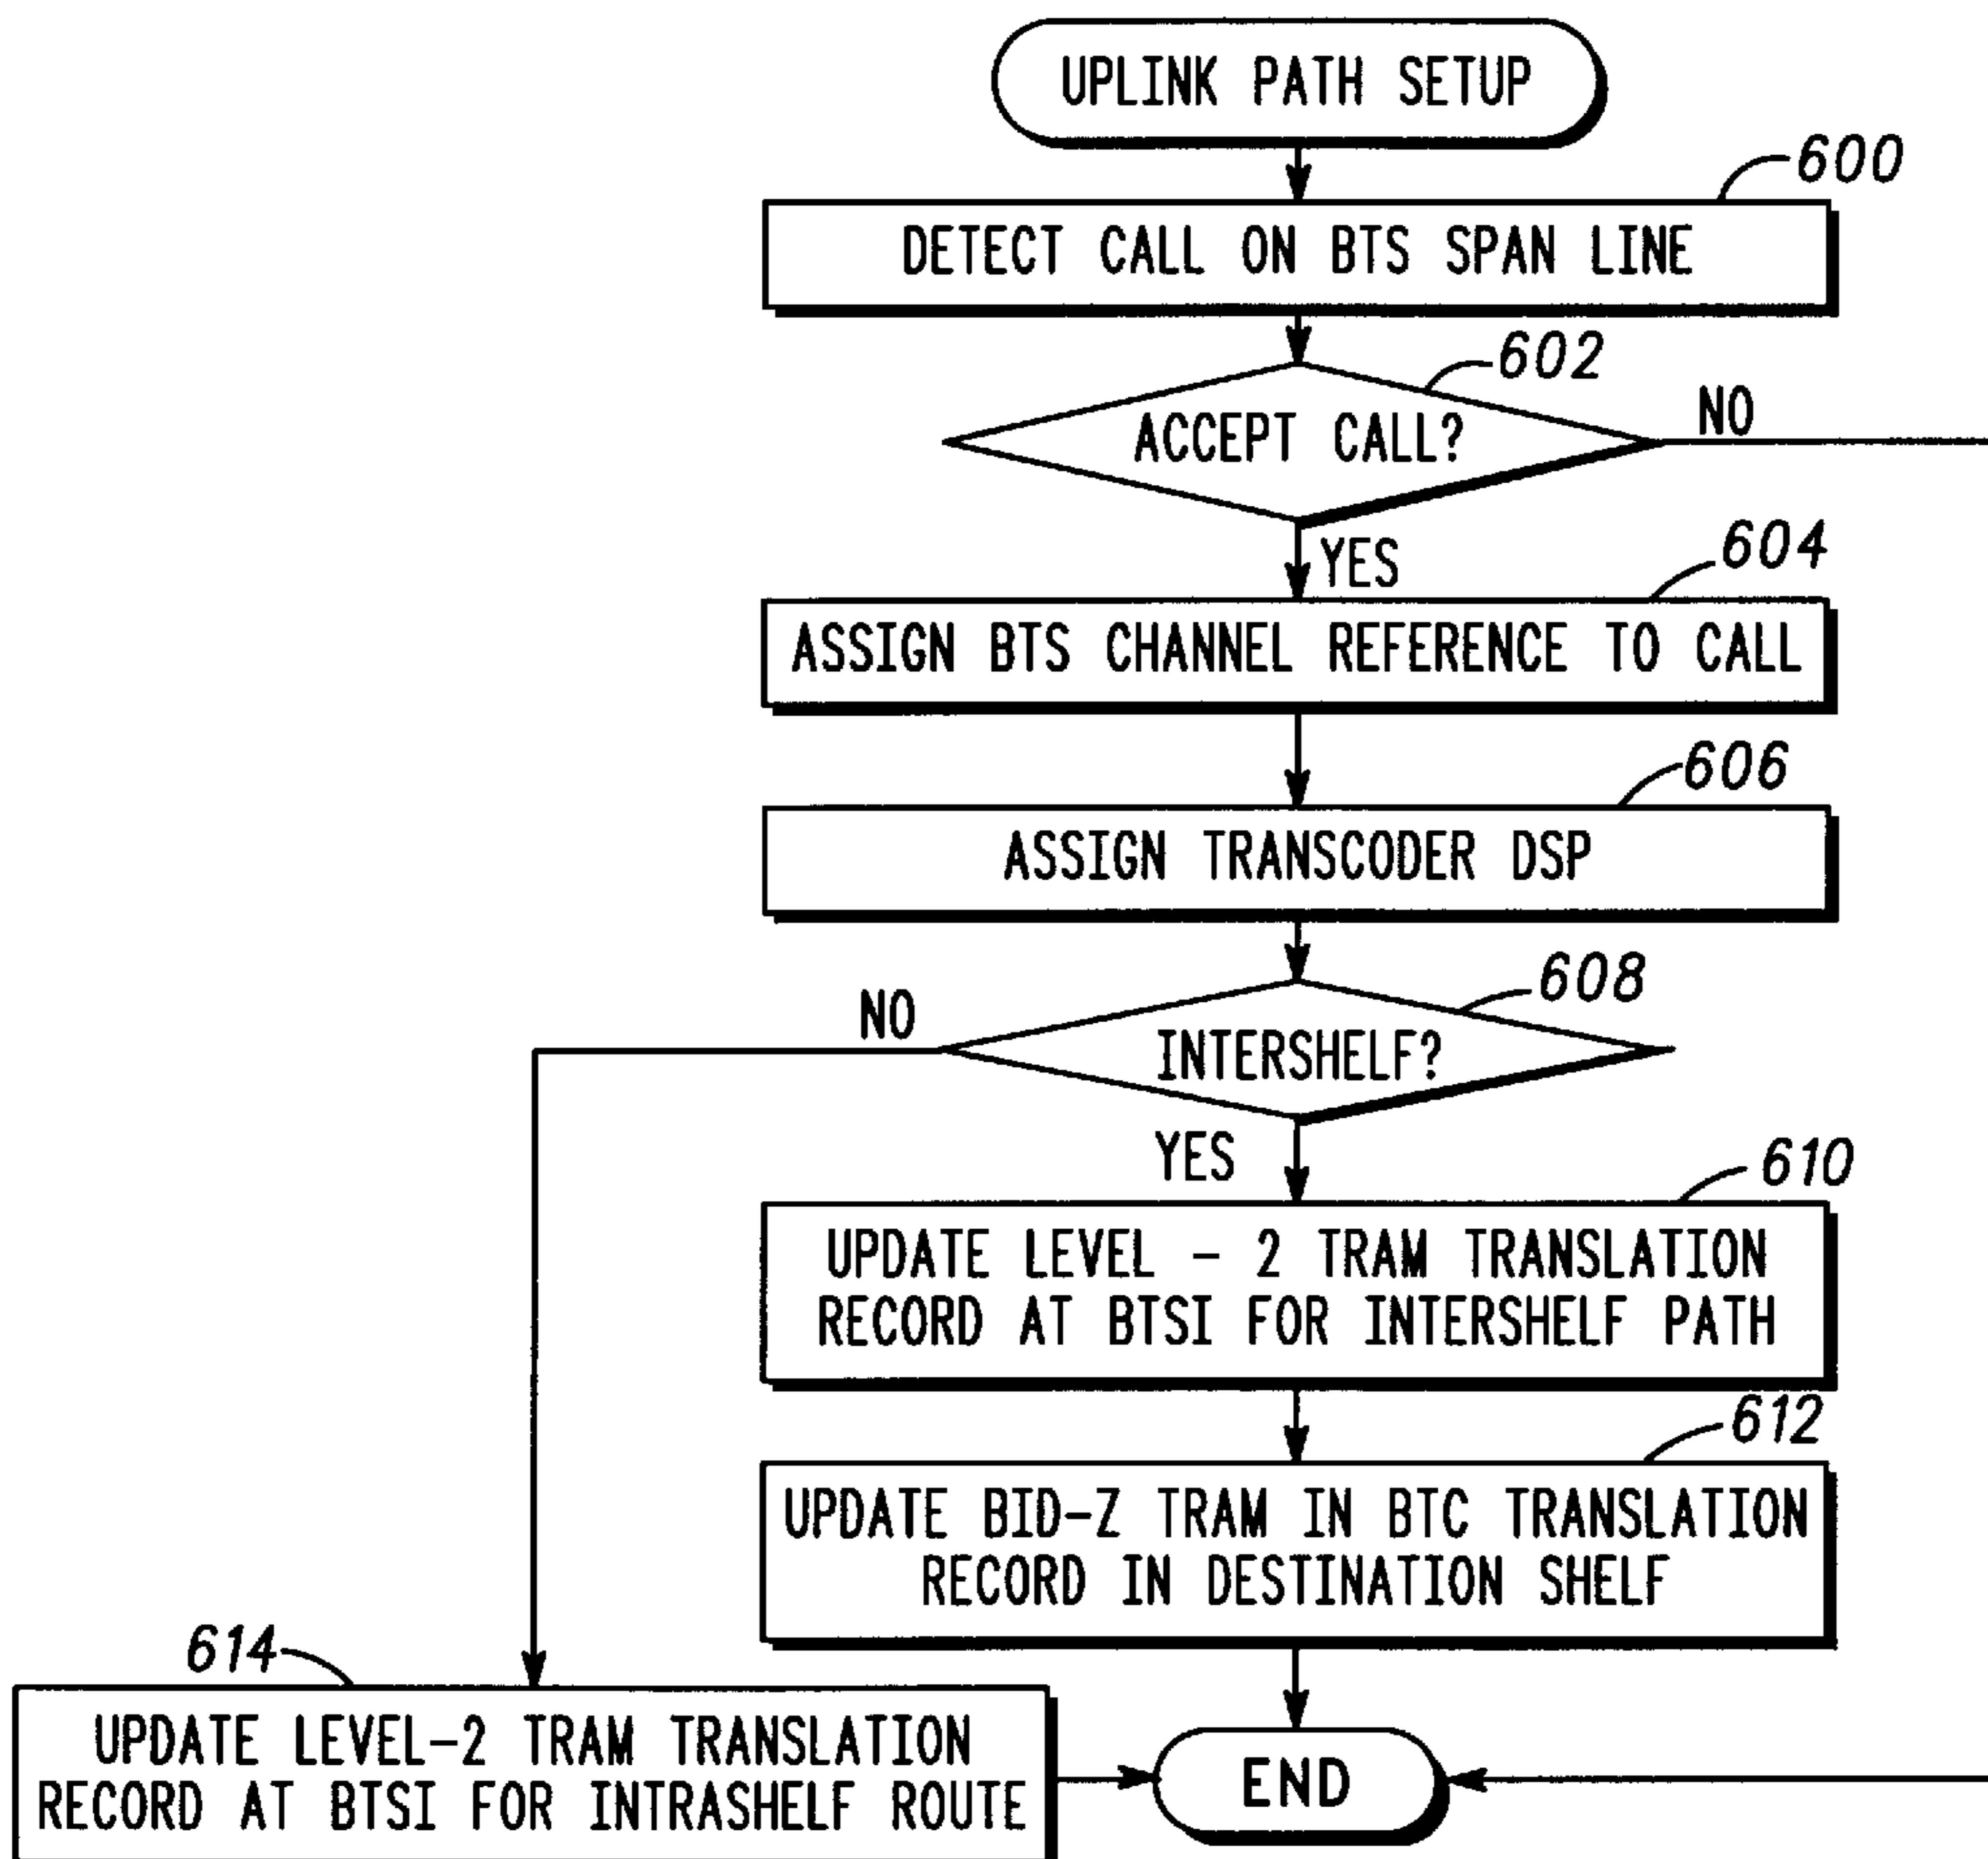 UPLINK PATH SETUP
600
DETECT CALL ON BTS SPAN LINE
602
ACCEPT CALL?
NO
YES
604
ASSIGN BTS CHANNEL REFERENCE TO CALL
606
ASSIGN TRANSCODER DSP
608
NO
INTERSHELF?
YES
610
UPDATE LEVEL - 2 TRAM TRANSLATION
RECORD AT BTSI FOR INTERSHELF PATH
612
UPDATE BID-Z TRAM IN BTC TRANSLATION
RECORD IN DESTINATION SHELF
614
UPDATE LEVEL-2 TRAM TRANSLATION
RECORD AT BTSI FOR INTRASHELF ROUTE
END